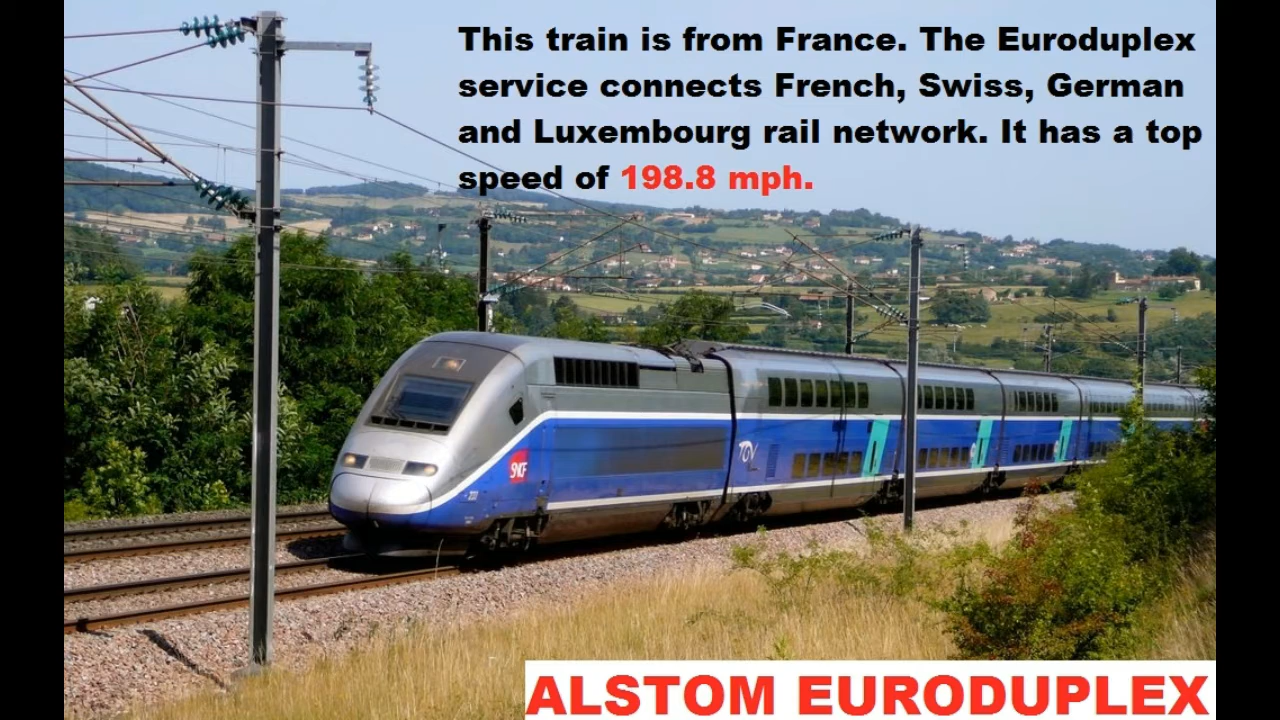 This train is from France. The Euroduplex
service connects French, Swiss, German
and Luxembourg rail network. It has a top
speed of 198.8 mph.
TGV
SNCF
ALSTOM EURODUPLEX